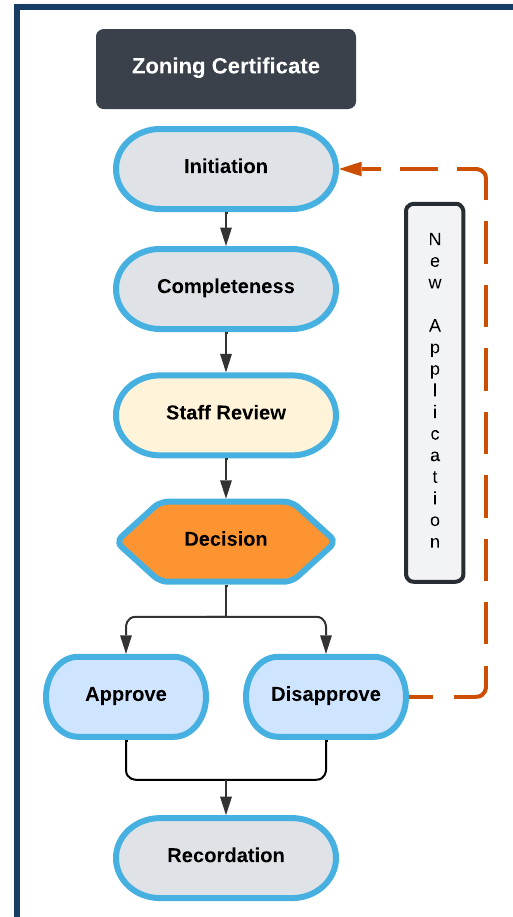 Zoning Certificate
Initiation
Completeness
Staff Review
Decision
Approve
Disapprove
Recordation
New Application